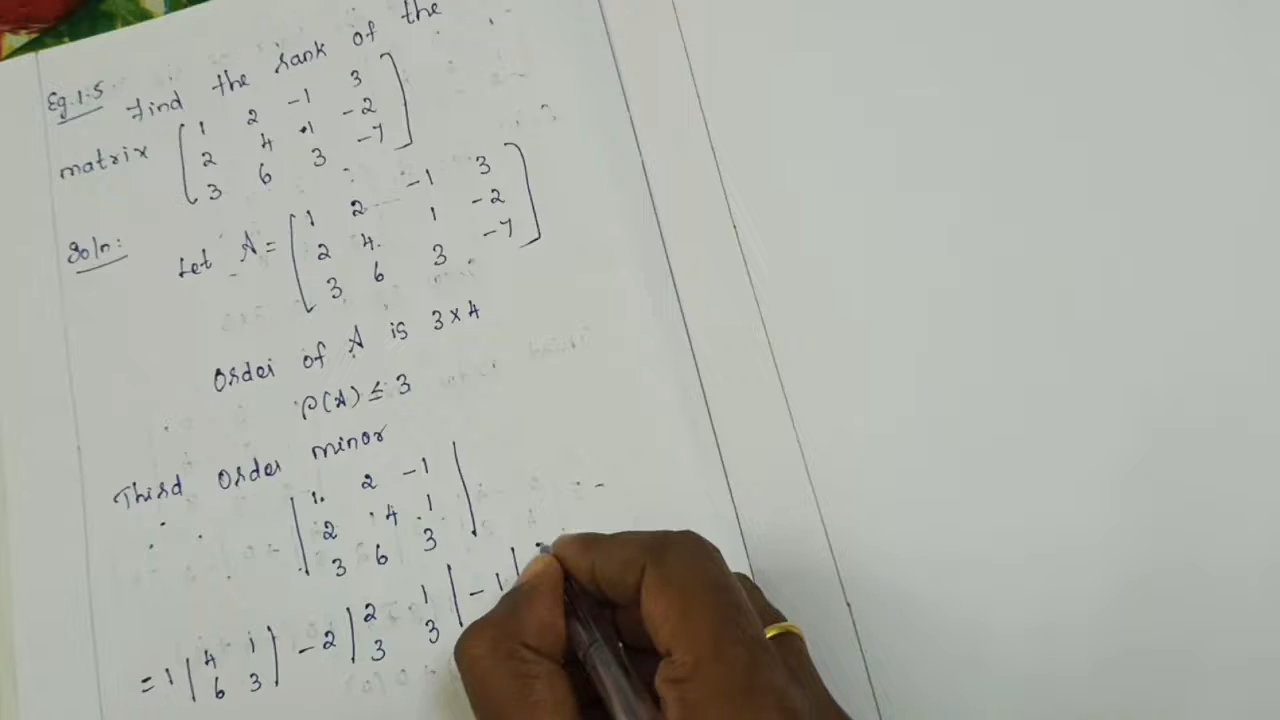 Eg.1.5 Find the rank of the
matrix [ 1 2 -1 3
2 4 1 -2
3 6 3 -7 ]
Soln:
Let A = [ 1 2 -1 3
2 4 1 -2
3 6 3 -7 ]
Order of A is 3 x 4
ρ(A) ≤ 3
Third Order minor
| 1 2 -1 |
| 2 4 1 |
| 3 6 3 |
= 1 | 4 1 | - 2 | 2 1 | - 1 |
| 6 3 | | 3 3 |